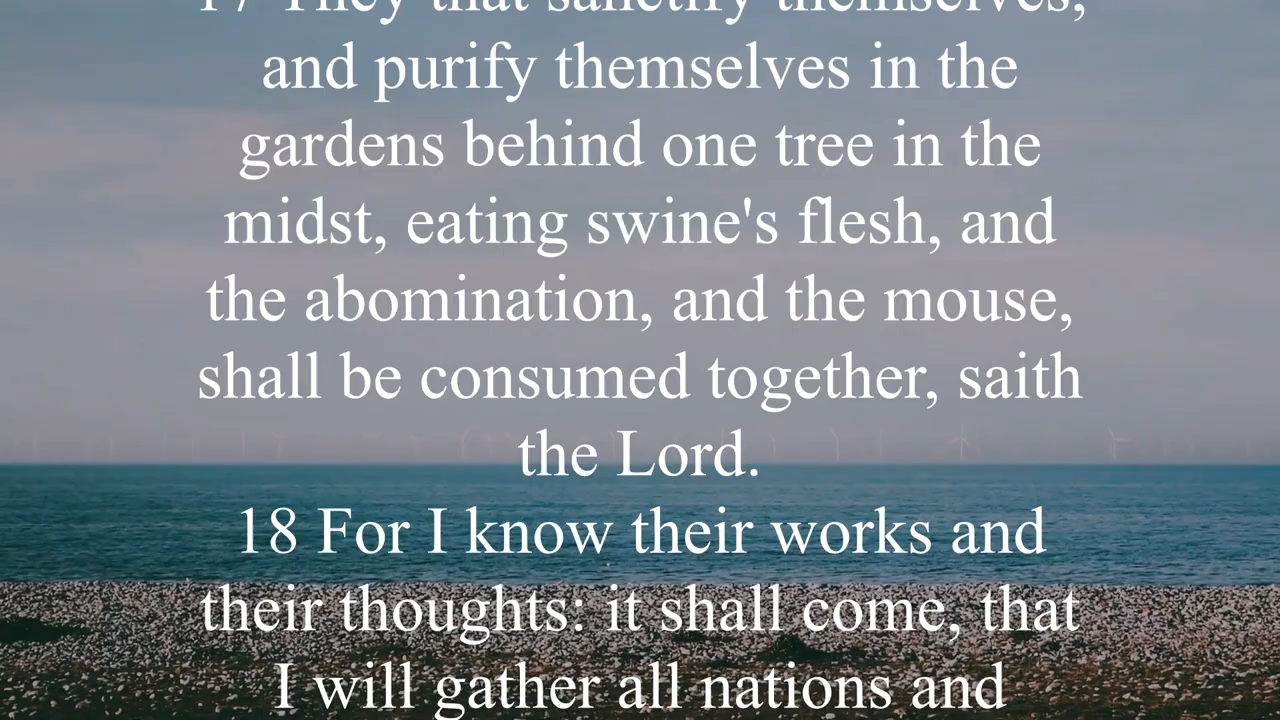 17 They that sanctify themselves,
and purify themselves in the
gardens behind one tree in the
midst, eating swine's flesh, and
the abomination, and the mouse,
shall be consumed together, saith
the Lord.
18 For I know their works and
their thoughts: it shall come, that
I will gather all nations and